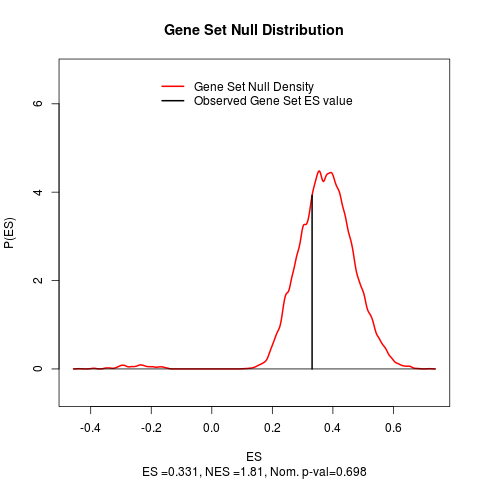 Gene Set Null Distribution
Gene Set Null Density
Observed Gene Set ES value
P(ES)
6
4
2
0
-0.4 -0.2 0.0 0.2 0.4 0.6
ES
ES =0.331, NES =1.81, Nom. p-val=0.698